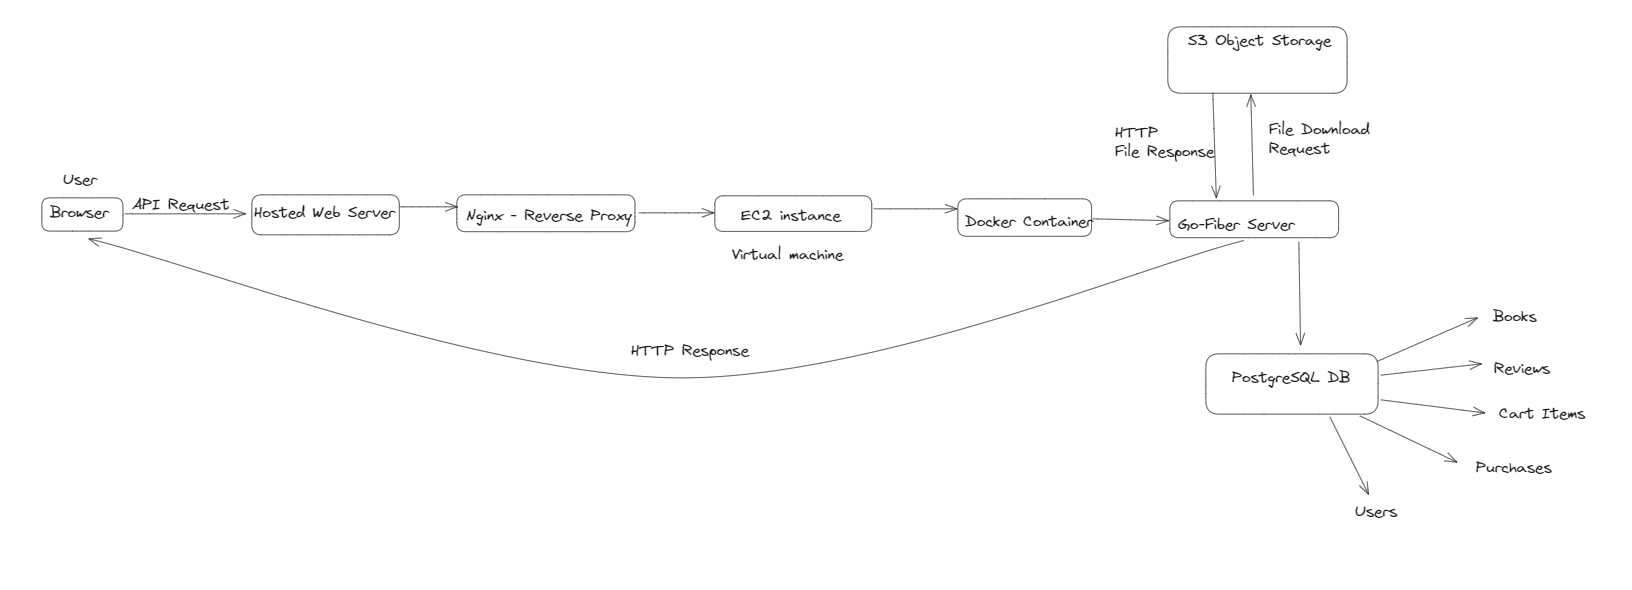 S3 Object Storage
HTTP
File Response
File Download
Request
User
Browser
API Request
Hosted Web Server
Nginx - Reverse Proxy
EC2 instance
Virtual machine
Docker Container
Go-Fiber Server
HTTP Response
PostgreSQL DB
Books
Reviews
Cart Items
Purchases
Users